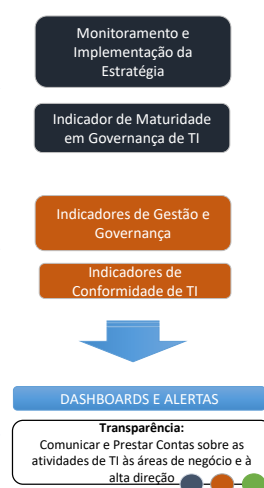 Monitoramento e
Implementação da
Estratégia
Indicador de Maturidade
em Governança de TI
Indicadores de Gestão e
Governança
Indicadores de
Conformidade de TI
DASHBOARDS E ALERTAS
Transparência:
Comunicar e Prestar Contas sobre as
atividades de TI às áreas de negócio e à
alta direção